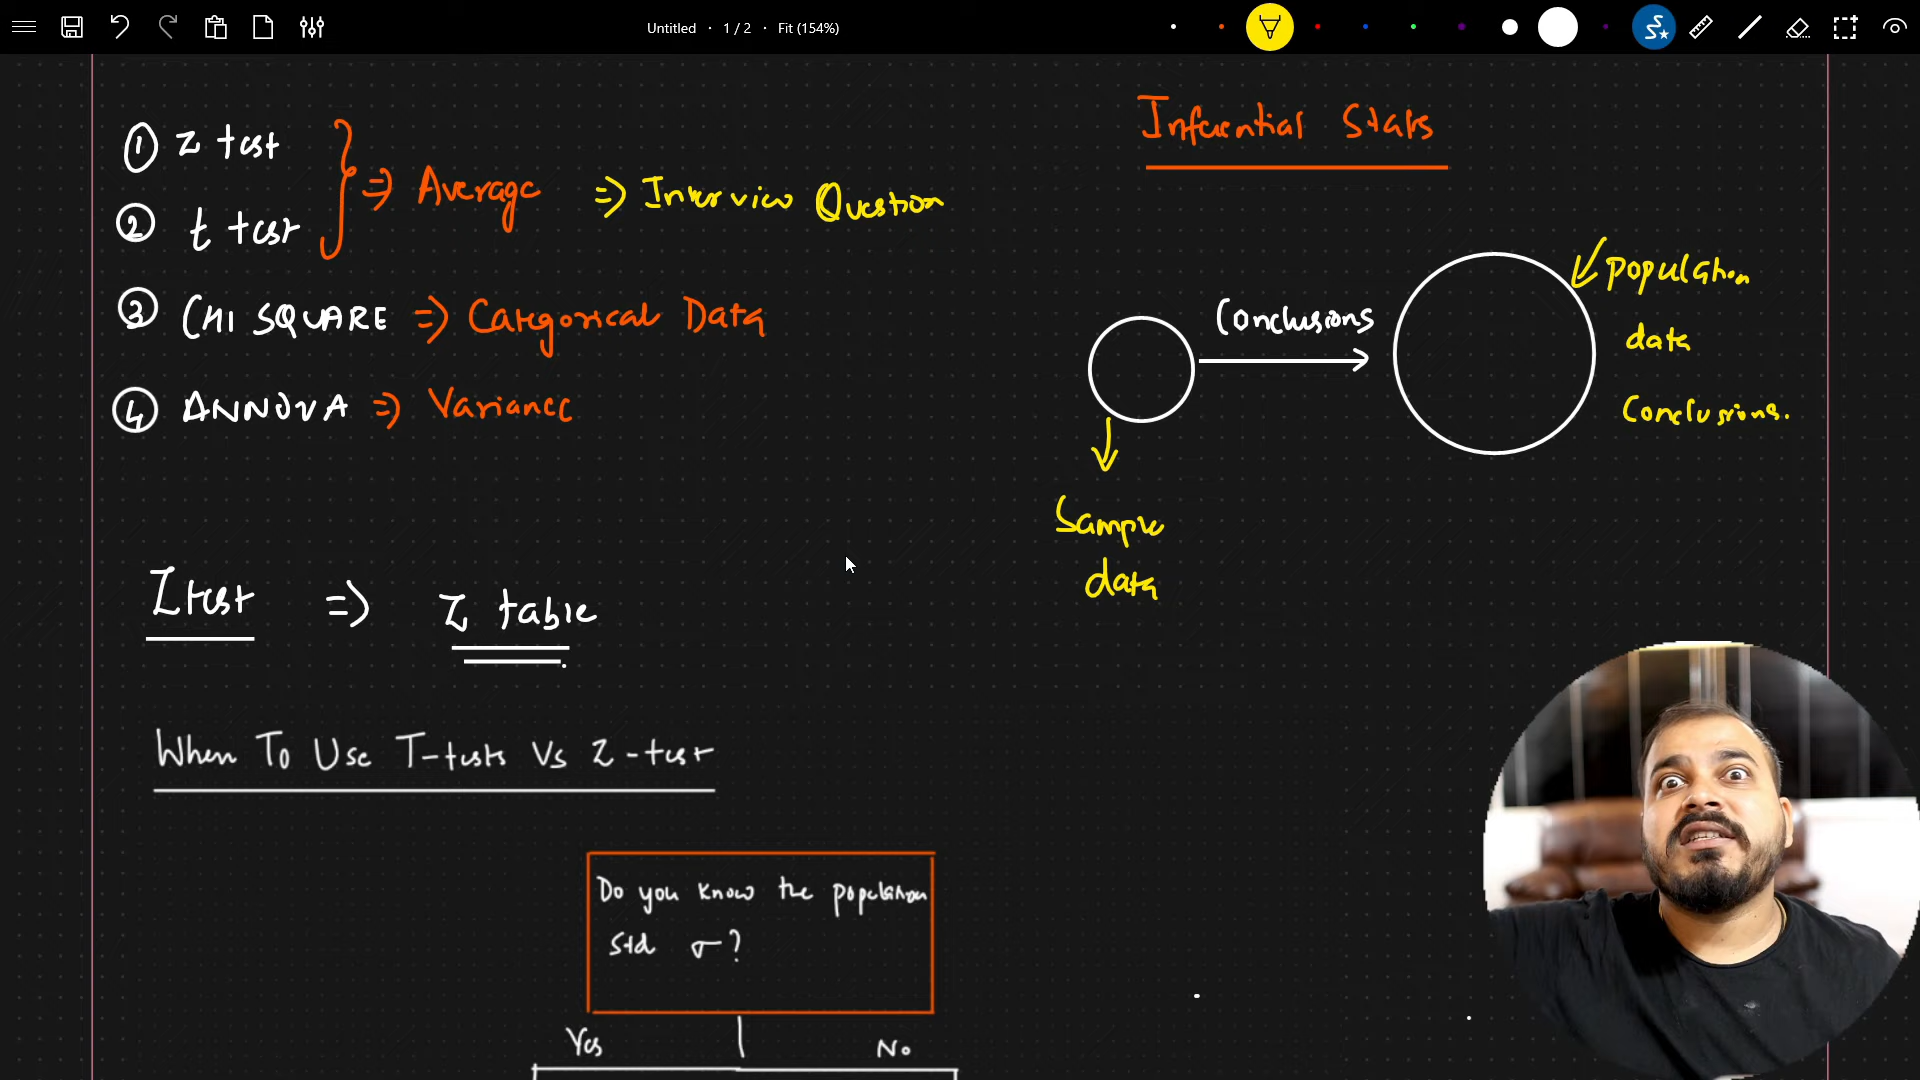 Untitled · 1 / 2 · Fit (154%)
① Z test
② t test
⇒ Average ⇒ Interview Question
③ CHI SQUARE ⇒ Categorical Data
④ ANNOVA ⇒ Variance
Inferential Stats
Conclusions
Population
data
Conclusions.
Sample
data
Z test ⇒ Z table
When To Use T-tests Vs Z-test
Do you know the population
std σ?
Yes No